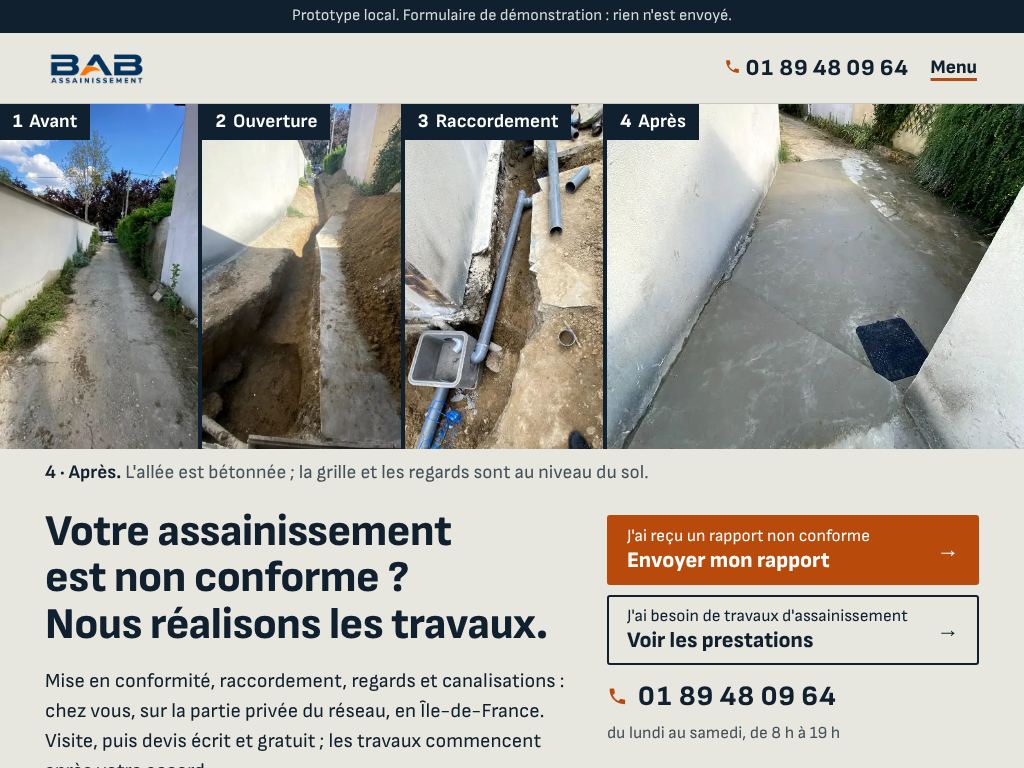 Prototype local. Formulaire de démonstration : rien n'est envoyé.
BAB
ASSAINISSEMENT
01 89 48 09 64
Menu
1 Avant
2 Ouverture
3 Raccordement
4 Après
4 · Après. L'allée est bétonnée ; la grille et les regards sont au niveau du sol.
Votre assainissement
est non conforme ?
Nous réalisons les travaux.
J'ai reçu un rapport non conforme
Envoyer mon rapport →
J'ai besoin de travaux d'assainissement
Voir les prestations →
01 89 48 09 64
du lundi au samedi, de 8 h à 19 h
Mise en conformité, raccordement, regards et canalisations :
chez vous, sur la partie privée du réseau, en Île-de-France.
Visite, puis devis écrit et gratuit ; les travaux commencent